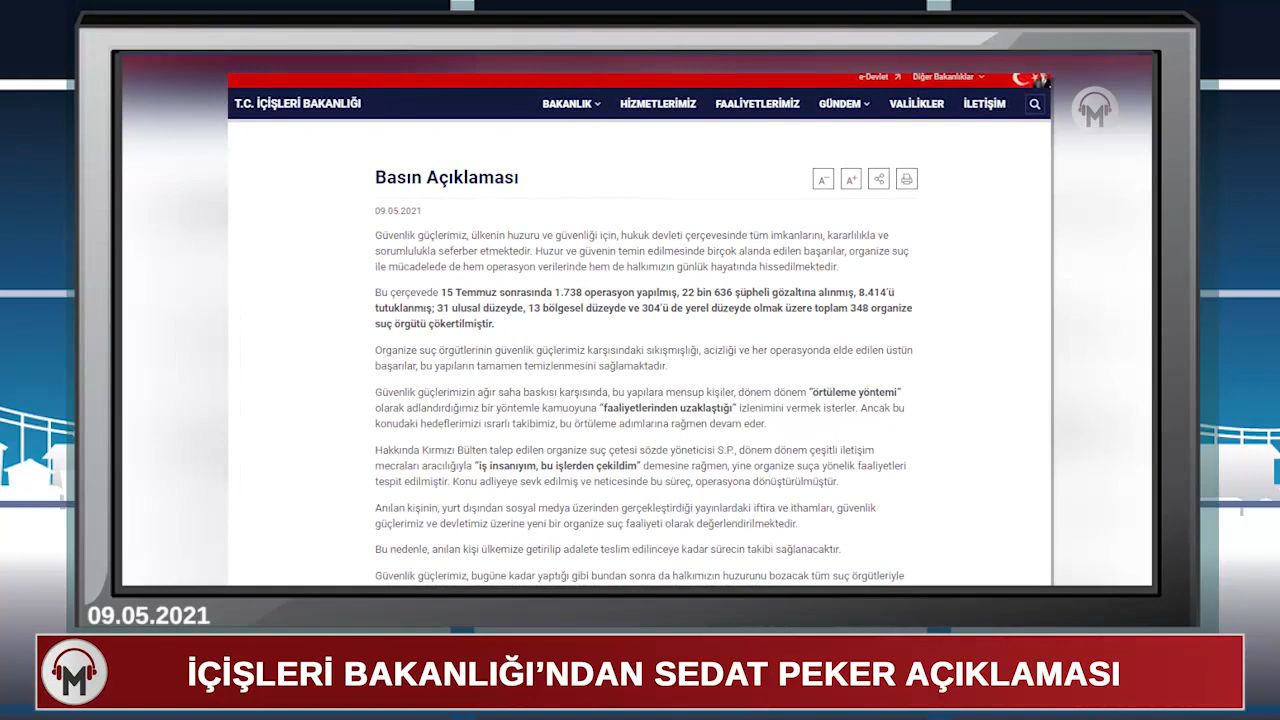 e-Devlet Diğer Bakanlıklar
T.C. İÇİŞLERİ BAKANLIĞI BAKANLIK HİZMETLERİMİZ FAALİYETLERİMİZ GÜNDEM VALİLİKLER İLETİŞİM
M
Basın Açıklaması
A- A+
09.05.2021
Güvenlik güçlerimiz, ülkenin huzuru ve güvenliği için, hukuk devleti çerçevesinde tüm imkanlarını, kararlılıkla ve
sorumlulukla seferber etmektedir. Huzur ve güvenin temin edilmesinde birçok alanda edilen başarılar, organize suç
ile mücadelede de hem operasyon verilerinde hem de halkımızın günlük hayatında hissedilmektedir.
Bu çerçevede 15 Temmuz sonrasında 1.738 operasyon yapılmış, 22 bin 636 şüpheli gözaltına alınmış, 8.414'ü
tutuklanmış; 31 ulusal düzeyde, 13 bölgesel düzeyde ve 304'ü de yerel düzeyde olmak üzere toplam 348 organize
suç örgütü çökertilmiştir.
Organize suç örgütlerinin güvenlik güçlerimiz karşısındaki sıkışmışlığı, acizliği ve her operasyonda elde edilen üstün
başarılar, bu yapıların tamamen temizlenmesini sağlamaktadır.
Güvenlik güçlerimizin ağır saha baskısı karşısında, bu yapılara mensup kişiler, dönem dönem "örtüleme yöntemi"
olarak adlandırdığımız bir yöntemle kamuoyuna "faaliyetlerinden uzaklaştığı" izlenimini vermek isterler. Ancak bu
konudaki hedeflerimizi ısrarlı takibimiz, bu örtüleme adımlarına rağmen devam eder.
Hakkında Kırmızı Bülten talep edilen organize suç çetesi sözde yöneticisi S.P., dönem dönem çeşitli iletişim
mecraları aracılığıyla "iş insanıyım, bu işlerden çekildim" demesine rağmen, yine organize suça yönelik faaliyetleri
tespit edilmiştir. Konu adliyeye sevk edilmiş ve neticesinde bu süreç, operasyona dönüştürülmüştür.
Anılan kişinin, yurt dışından sosyal medya üzerinden gerçekleştirdiği yayınlardaki iftira ve ithamları, güvenlik
güçlerimiz ve devletimiz üzerine yeni bir organize suç faaliyeti olarak değerlendirilmektedir.
Bu nedenle, anılan kişi ülkemize getirilip adalete teslim edilinceye kadar sürecin takibi sağlanacaktır.
Güvenlik güçlerimiz, bugüne kadar yaptığı gibi bundan sonra da halkımızın huzurunu bozacak tüm suç örgütleriyle
09.05.2021
M İÇİŞLERİ BAKANLIĞI'NDAN SEDAT PEKER AÇIKLAMASI